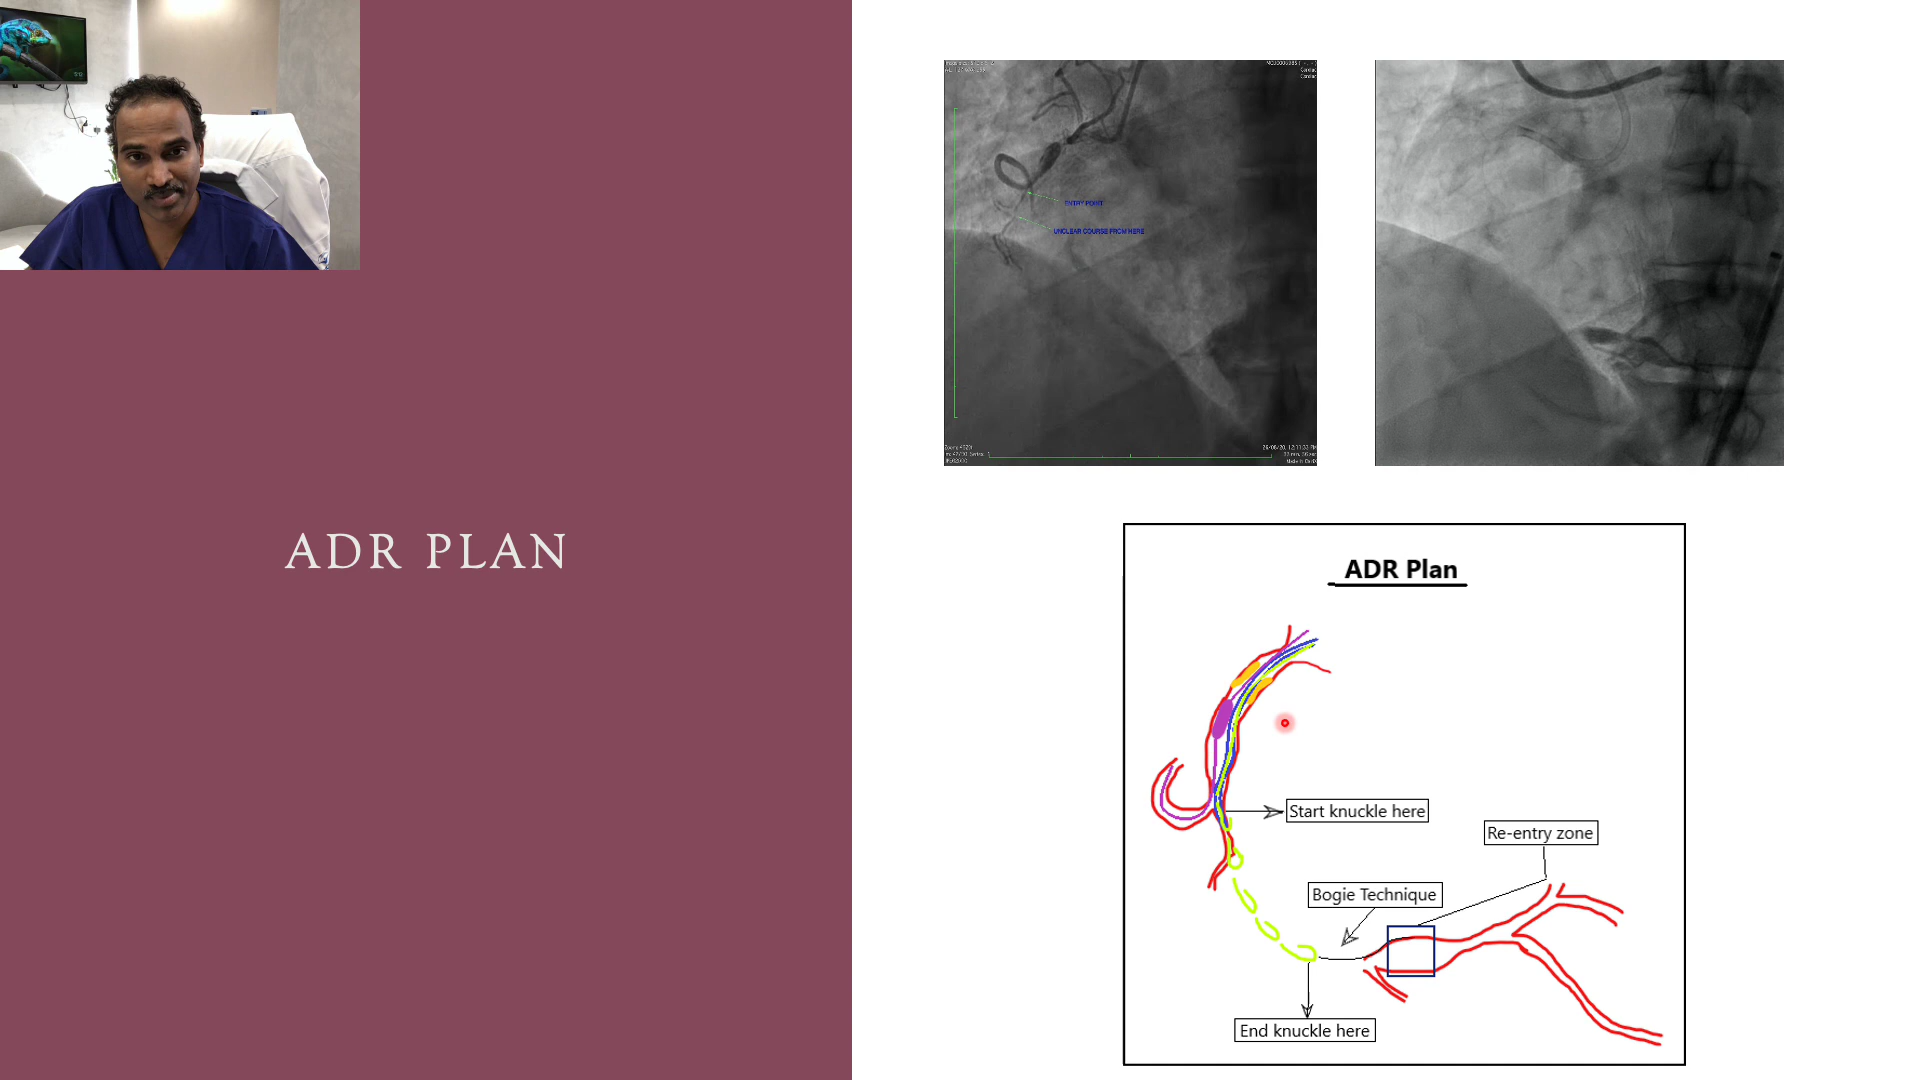 ADR PLAN
ENTRY POINT
UNCLEAR COURSE FROM HERE
ADR Plan
Start knuckle here
Re-entry zone
Bogie Technique
End knuckle here